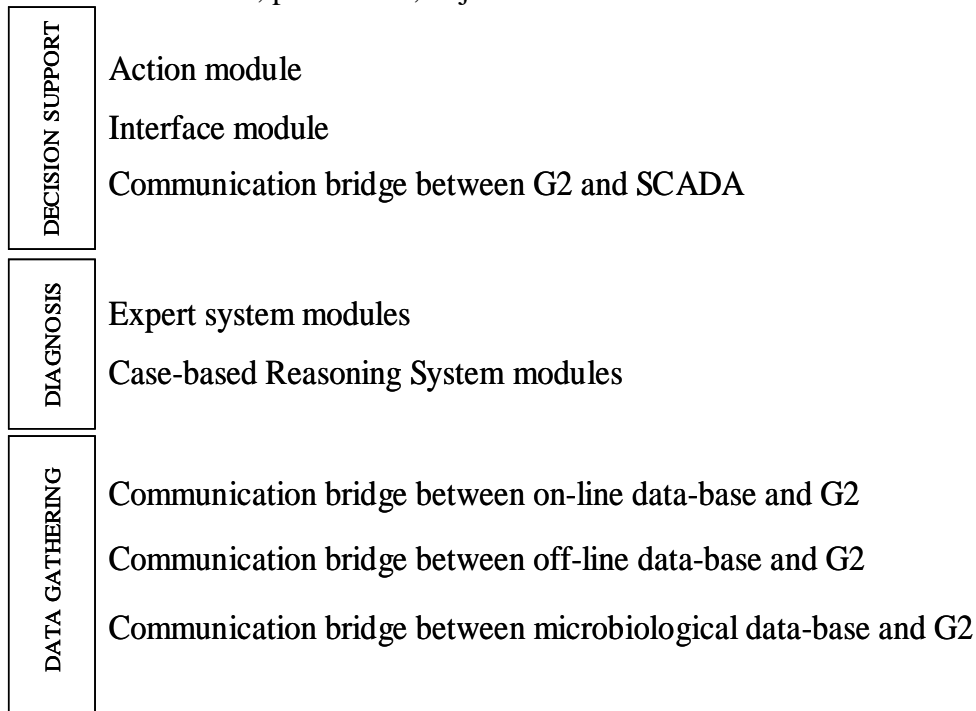 DECISION SUPPORT
Action module
Interface module
Communication bridge between G2 and SCADA
DIAGNOSIS
Expert system modules
Case-based Reasoning System modules
DATA GATHERING
Communication bridge between on-line data-base and G2
Communication bridge between off-line data-base and G2
Communication bridge between microbiological data-base and G2